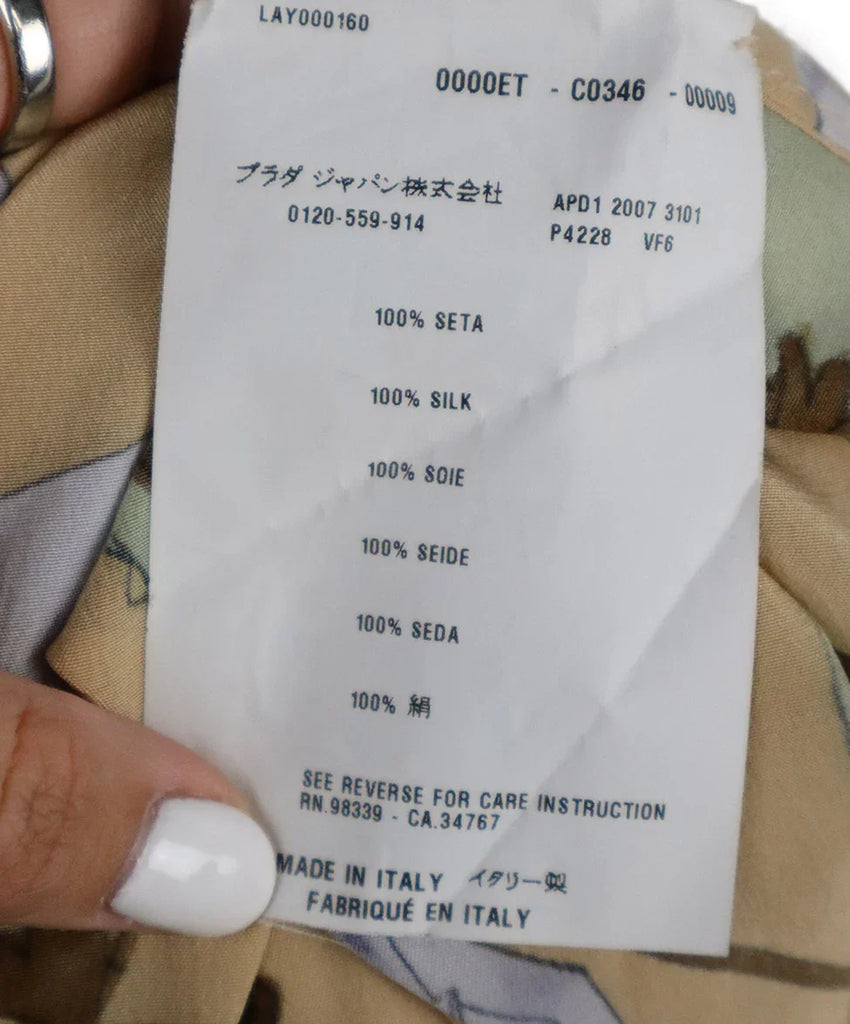 LAY000160
0000ET - C0346 - 00009
プラダ ジャパン株式会社
0120-559-914
APD1 2007 3101
P4228 VF6
100% SETA
100% SILK
100% SOIE
100% SEIDE
100% SEDA
100% 絹
SEE REVERSE FOR CARE INSTRUCTION
RN.98339 - CA.34767
MADE IN ITALY イタリー製
FABRIQUÉ EN ITALY